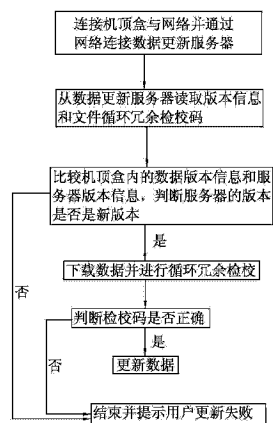 连接机顶盒与网络并通过
网络连接数据更新服务器
从数据更新服务器读取版本信息
和文件循环冗余检校码
比较机顶盒内的数据版本信息和服
务器版本信息，判断服务器的版本
是否是新版本
是
否
下载数据并进行循环冗余检校
判断检校码是否正确
是
否
更新数据
结束并提示用户更新失败